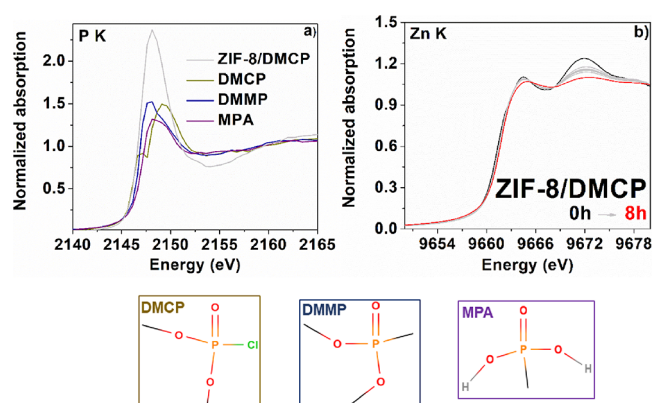 P K
a)
ZIF-8/DMCP
DMCP
DMMP
MPA
Normalized absorption
2.0
1.5
1.0
0.5
2140 2145 2150 2155 2160 2165
Energy (eV)
Zn K
b)
Normalized absorption
1.5
1.2
0.9
0.6
0.3
0.0
ZIF-8/DMCP
0h → 8h
9654 9660 9666 9672 9678
Energy (eV)
DMCP
O
O P Cl
O
DMMP
O
O P
O
MPA
O
O P O
H H